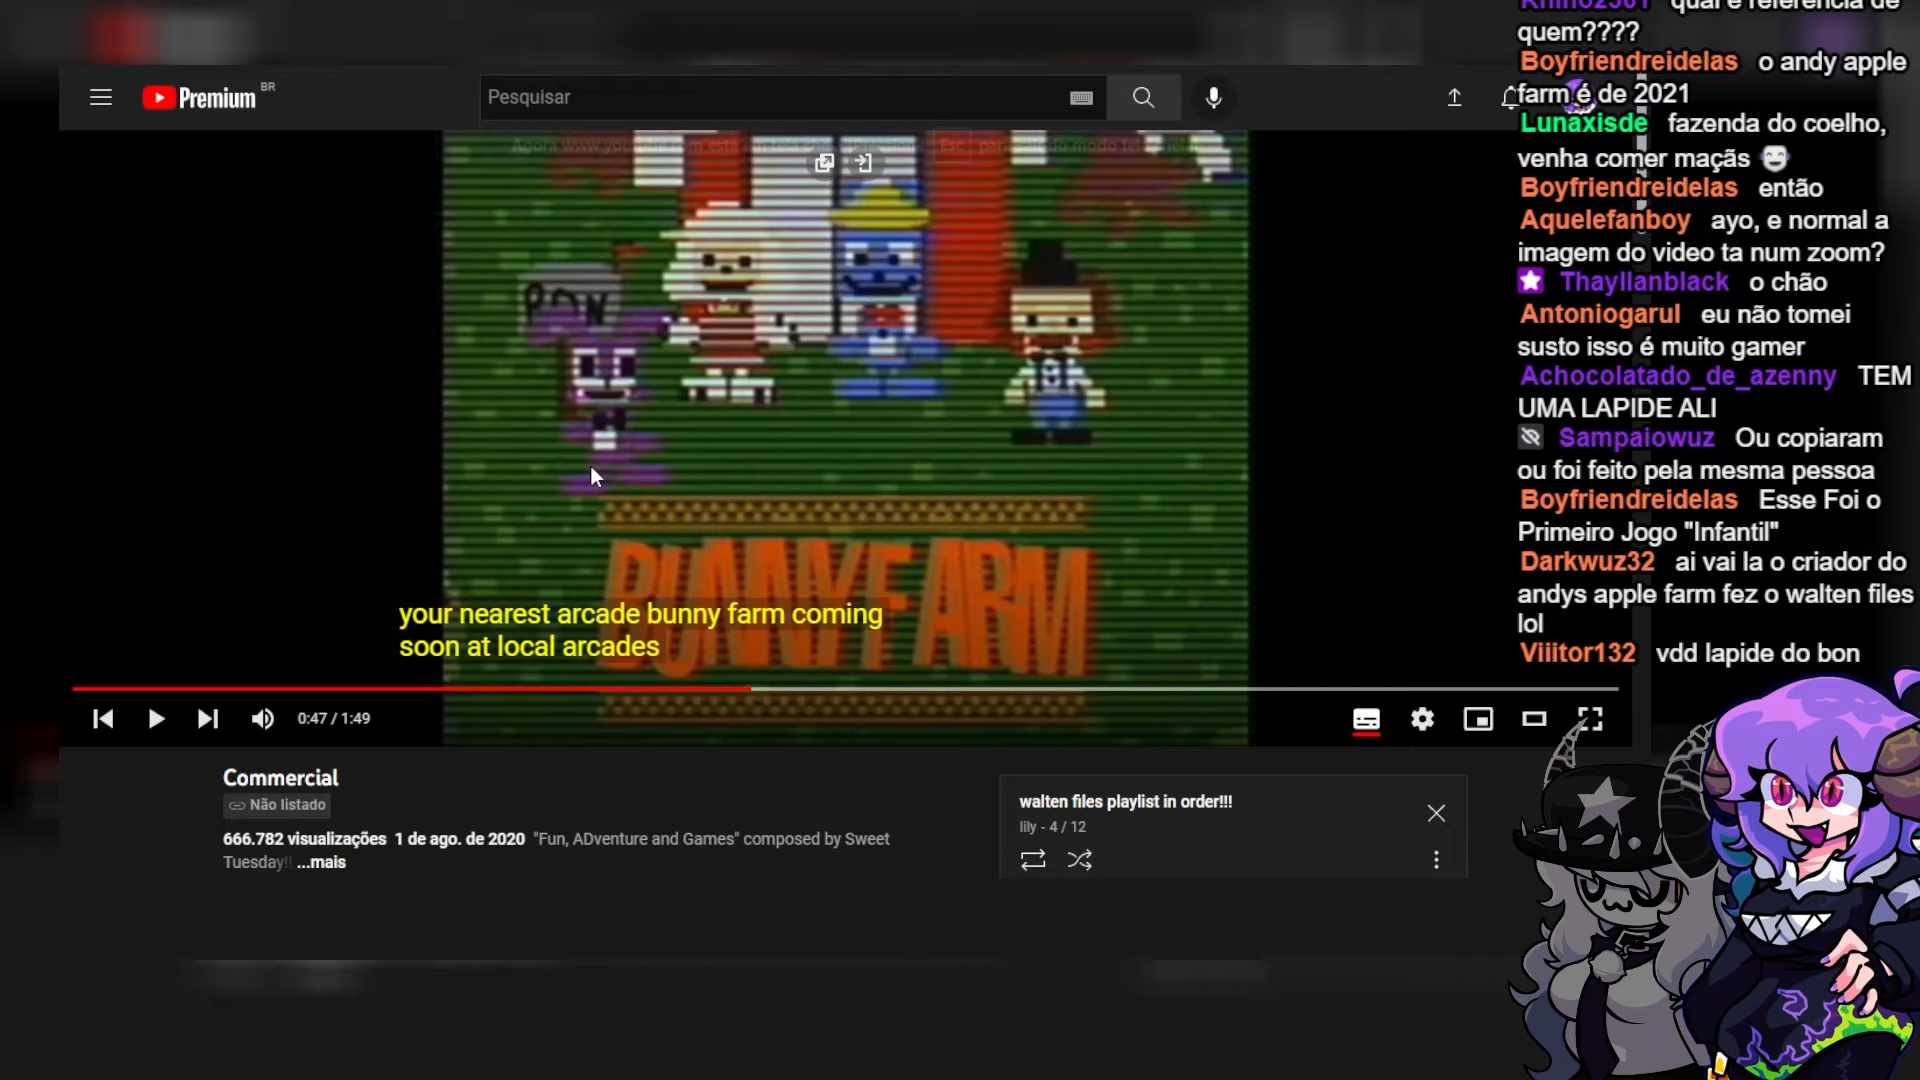 Premium BR
Pesquisar
BON
BUNNYFARM
your nearest arcade bunny farm coming
soon at local arcades
0:47 / 1:49
Commercial
Não listado
666.782 visualizações 1 de ago. de 2020 "Fun, ADventure and Games" composed by Sweet
Tuesday!! ...mais
walten files playlist in order!!!
lily - 4 / 12
quem????
Boyfriendreidelas o andy apple
farm é de 2021
Lunaxisde fazenda do coelho,
venha comer maçãs
Boyfriendreidelas então
Aquelefanboy ayo, e normal a
imagem do video ta num zoom?
Thayllanblack o chão
Antoniogarul eu não tomei
susto isso é muito gamer
Achocolatado_de_azenny TEM
UMA LAPIDE ALI
Sampaiowuz Ou copiaram
ou foi feito pela mesma pessoa
Boyfriendreidelas Esse Foi o
Primeiro Jogo "Infantil"
Darkwuz32 ai vai la o criador do
andys apple farm fez o walten files
lol
Viiitor132 vdd lapide do bon